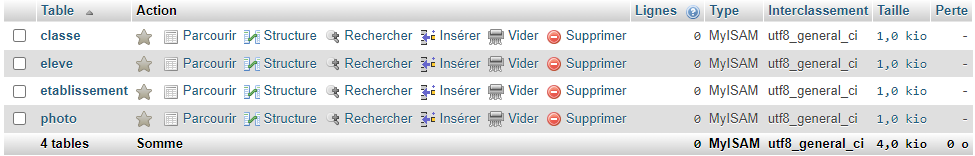 Table Action Lignes Type Interclassement Taille Perte
classe Parcourir Structure Rechercher Insérer Vider Supprimer 0 MyISAM utf8_general_ci 1,0 kio -
eleve Parcourir Structure Rechercher Insérer Vider Supprimer 0 MyISAM utf8_general_ci 1,0 kio -
etablissement Parcourir Structure Rechercher Insérer Vider Supprimer 0 MyISAM utf8_general_ci 1,0 kio -
photo Parcourir Structure Rechercher Insérer Vider Supprimer 0 MyISAM utf8_general_ci 1,0 kio -
4 tables Somme 0 MyISAM utf8_general_ci 4,0 kio 0 o